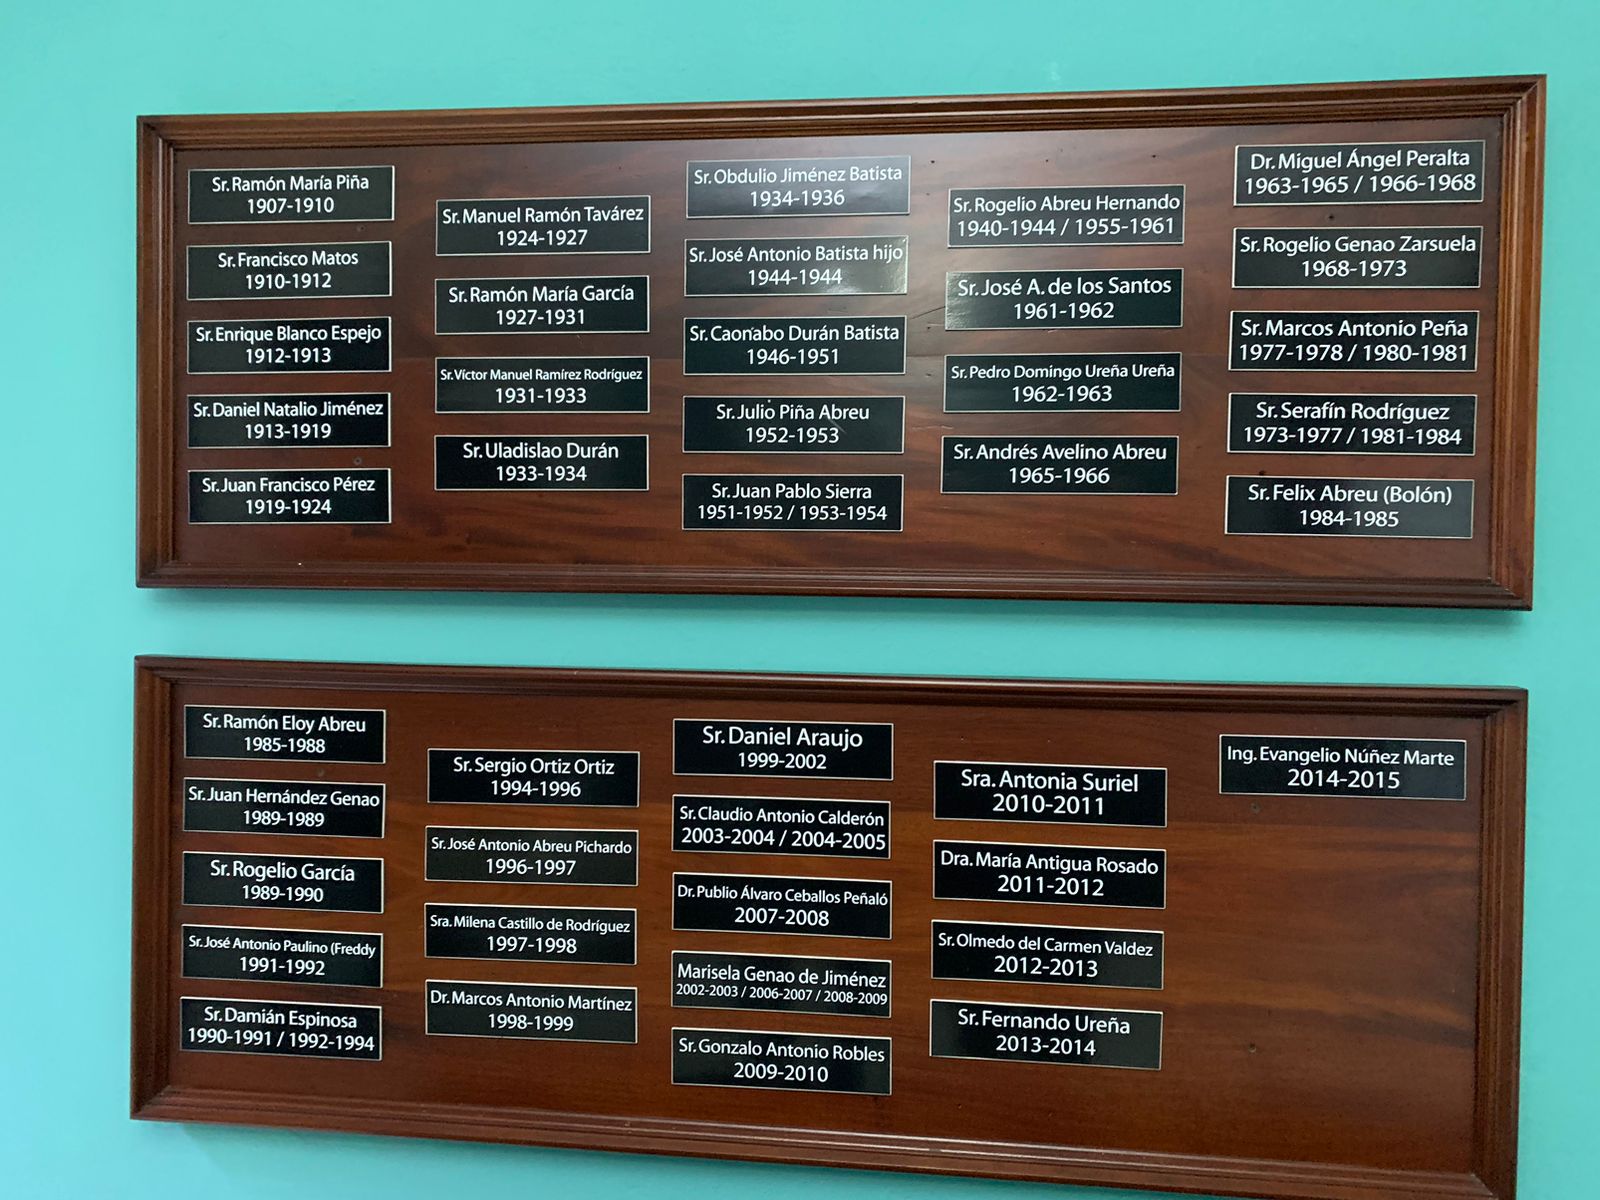 Sr. Ramón María Piña
1907-1910
Sr. Francisco Matos
1910-1912
Sr. Enrique Blanco Espejo
1912-1913
Sr. Daniel Natalio Jiménez
1913-1919
Sr. Juan Francisco Pérez
1919-1924
Sr. Manuel Ramón Tavárez
1924-1927
Sr. Ramón María García
1927-1931
Sr. Víctor Manuel Ramírez Rodríguez
1931-1933
Sr. Uladislao Durán
1933-1934
Sr. Obdulio Jiménez Batista
1934-1936
Sr. José Antonio Batista hijo
1944-1944
Sr. Caonabo Durán Batista
1946-1951
Sr. Julio Piña Abreu
1952-1953
Sr. Juan Pablo Sierra
1951-1952 / 1953-1954
Sr. Rogelio Abreu Hernando
1940-1944 / 1955-1961
Sr. José A. de los Santos
1961-1962
Sr. Pedro Domingo Ureña Ureña
1962-1963
Sr. Andrés Avelino Abreu
1965-1966
Dr. Miguel Ángel Peralta
1963-1965 / 1966-1968
Sr. Rogelio Genao Zarsuela
1968-1973
Sr. Marcos Antonio Peña
1977-1978 / 1980-1981
Sr. Serafín Rodríguez
1973-1977 / 1981-1984
Sr. Felix Abreu (Bolón)
1984-1985
Sr. Ramón Eloy Abreu
1985-1988
Sr. Juan Hernández Genao
1989-1989
Sr. Rogelio García
1989-1990
Sr. José Antonio Paulino (Freddy
1991-1992
Sr. Damián Espinosa
1990-1991 / 1992-1994
Sr. Sergio Ortiz Ortiz
1994-1996
Sr. José Antonio Abreu Pichardo
1996-1997
Sra. Milena Castillo de Rodríguez
1997-1998
Dr. Marcos Antonio Martínez
1998-1999
Sr. Daniel Araujo
1999-2002
Sr. Claudio Antonio Calderón
2003-2004 / 2004-2005
Dr. Publio Álvaro Ceballos Peñaló
2007-2008
Marisela Genao de Jiménez
2002-2003 / 2006-2007 / 2008-2009
Sr. Gonzalo Antonio Robles
2009-2010
Sra. Antonia Suriel
2010-2011
Dra. María Antigua Rosado
2011-2012
Sr. Olmedo del Carmen Valdez
2012-2013
Sr. Fernando Ureña
2013-2014
Ing. Evangelio Núñez Marte
2014-2015